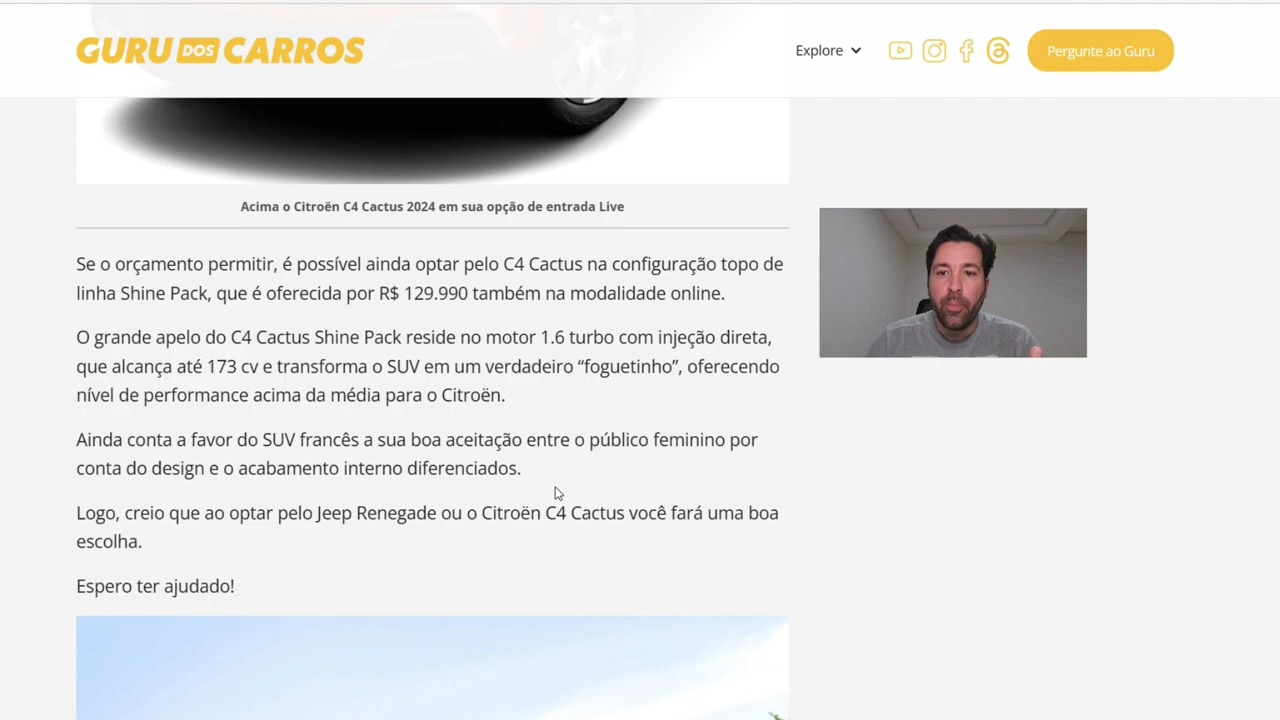 GURU DOS CARROS
Explore
Pergunte ao Guru
Acima o Citroën C4 Cactus 2024 em sua opção de entrada Live
Se o orçamento permitir, é possível ainda optar pelo C4 Cactus na configuração topo de
linha Shine Pack, que é oferecida por R$ 129.990 também na modalidade online.
O grande apelo do C4 Cactus Shine Pack reside no motor 1.6 turbo com injeção direta,
que alcança até 173 cv e transforma o SUV em um verdadeiro “foguetinho”, oferecendo
nível de performance acima da média para o Citroën.
Ainda conta a favor do SUV francês a sua boa aceitação entre o público feminino por
conta do design e o acabamento interno diferenciados.
Logo, creio que ao optar pelo Jeep Renegade ou o Citroën C4 Cactus você fará uma boa
escolha.
Espero ter ajudado!